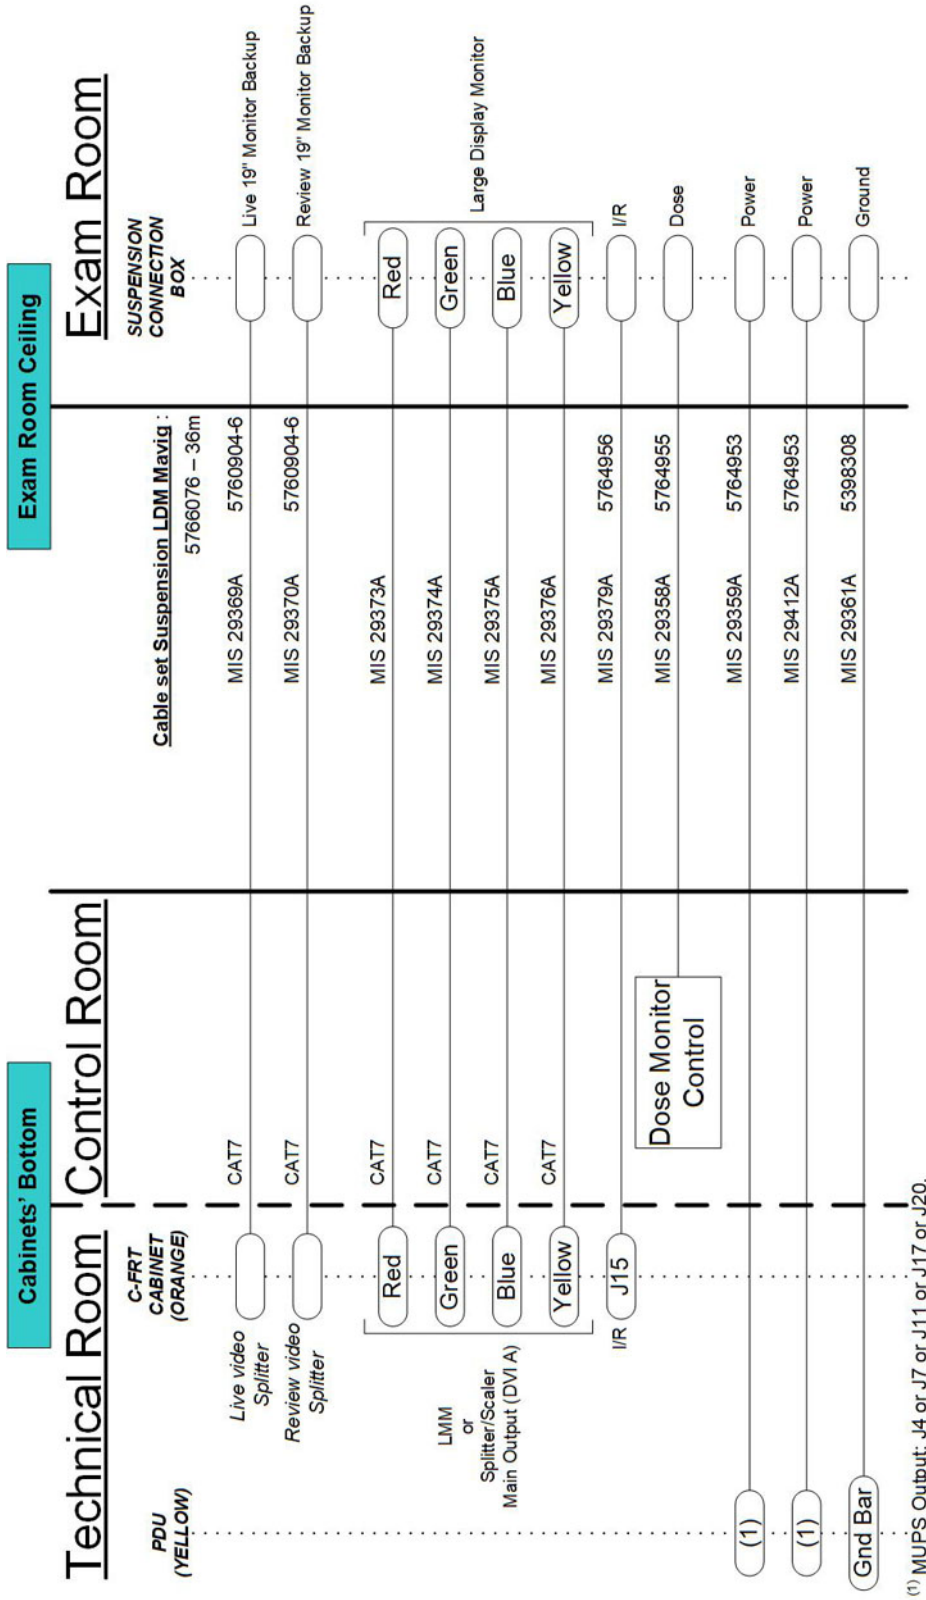 Cabinets' Bottom
Exam Room Ceiling
Technical Room
Control Room
Exam Room
PDU
(YELLOW)
C-FRT
CABINET
(ORANGE)
SUSPENSION
CONNECTION
BOX
Cable set Suspension LDM Mavig :
5766076 – 36m
Live video
Splitter
CAT7
MIS 29369A
5760904-6
Live 19" Monitor Backup
Review video
Splitter
CAT7
MIS 29370A
5760904-6
Review 19" Monitor Backup
LMM
or
Splitter/Scaler
Main Output (DVI A)
Red
CAT7
MIS 29373A
Red
Green
CAT7
MIS 29374A
Green
Blue
CAT7
MIS 29375A
Blue
Yellow
CAT7
MIS 29376A
Yellow
Large Display Monitor
I/R
J15
MIS 29379A
5764956
I/R
Dose Monitor
Control
MIS 29358A
5764955
Dose
(1)
MIS 29359A
5764953
Power
(1)
MIS 29412A
5764953
Power
Gnd Bar
MIS 29361A
5398308
Ground
(1) MUPS Output: J4 or J7 or J11 or J17 or J20.